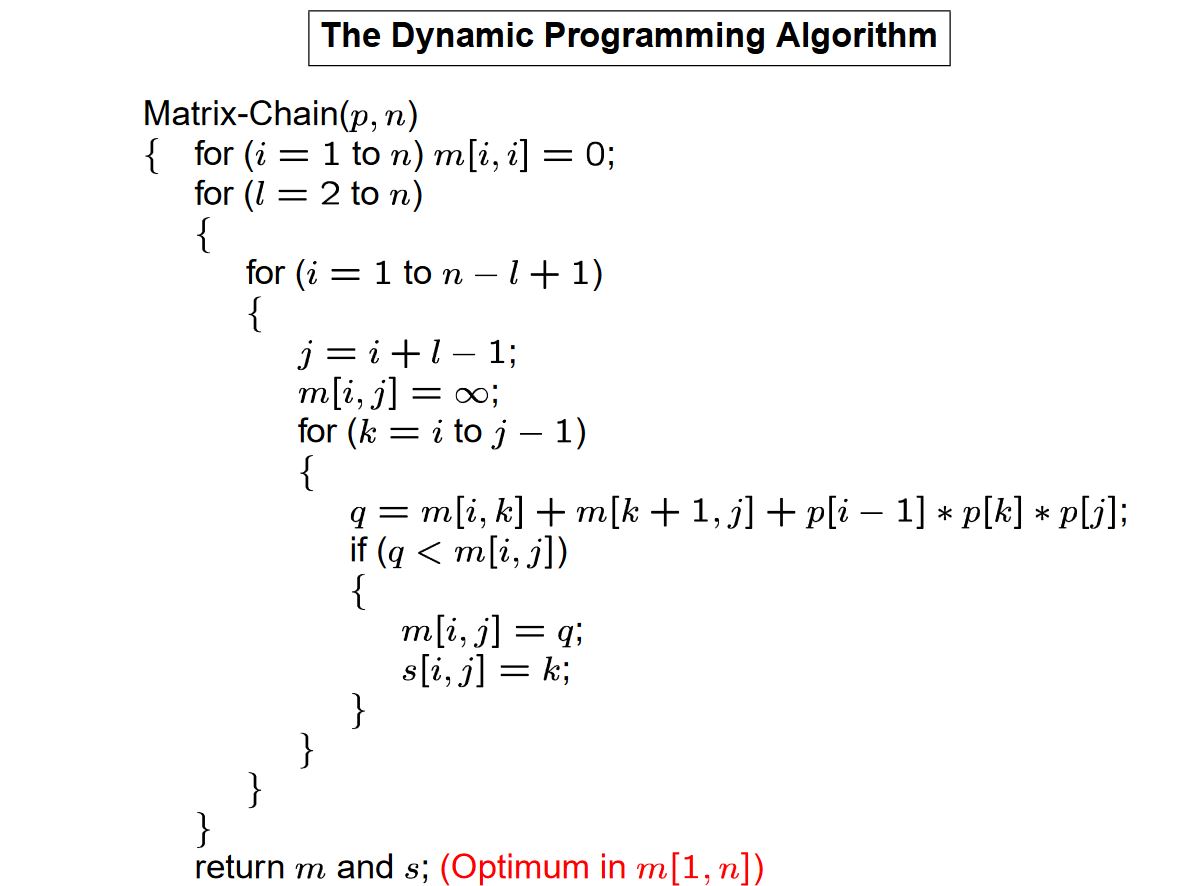 The Dynamic Programming Algorithm
Matrix-Chain(p, n)
{ for (i = 1 to n) m[i, i] = 0;
for (l = 2 to n)
{
for (i = 1 to n − l + 1)
{
j = i + l − 1;
m[i, j] = ∞;
for (k = i to j − 1)
{
q = m[i, k] + m[k + 1, j] + p[i − 1] ∗ p[k] ∗ p[j];
if (q < m[i, j])
{
m[i, j] = q;
s[i, j] = k;
}
}
}
}
return m and s; (Optimum in m[1, n])